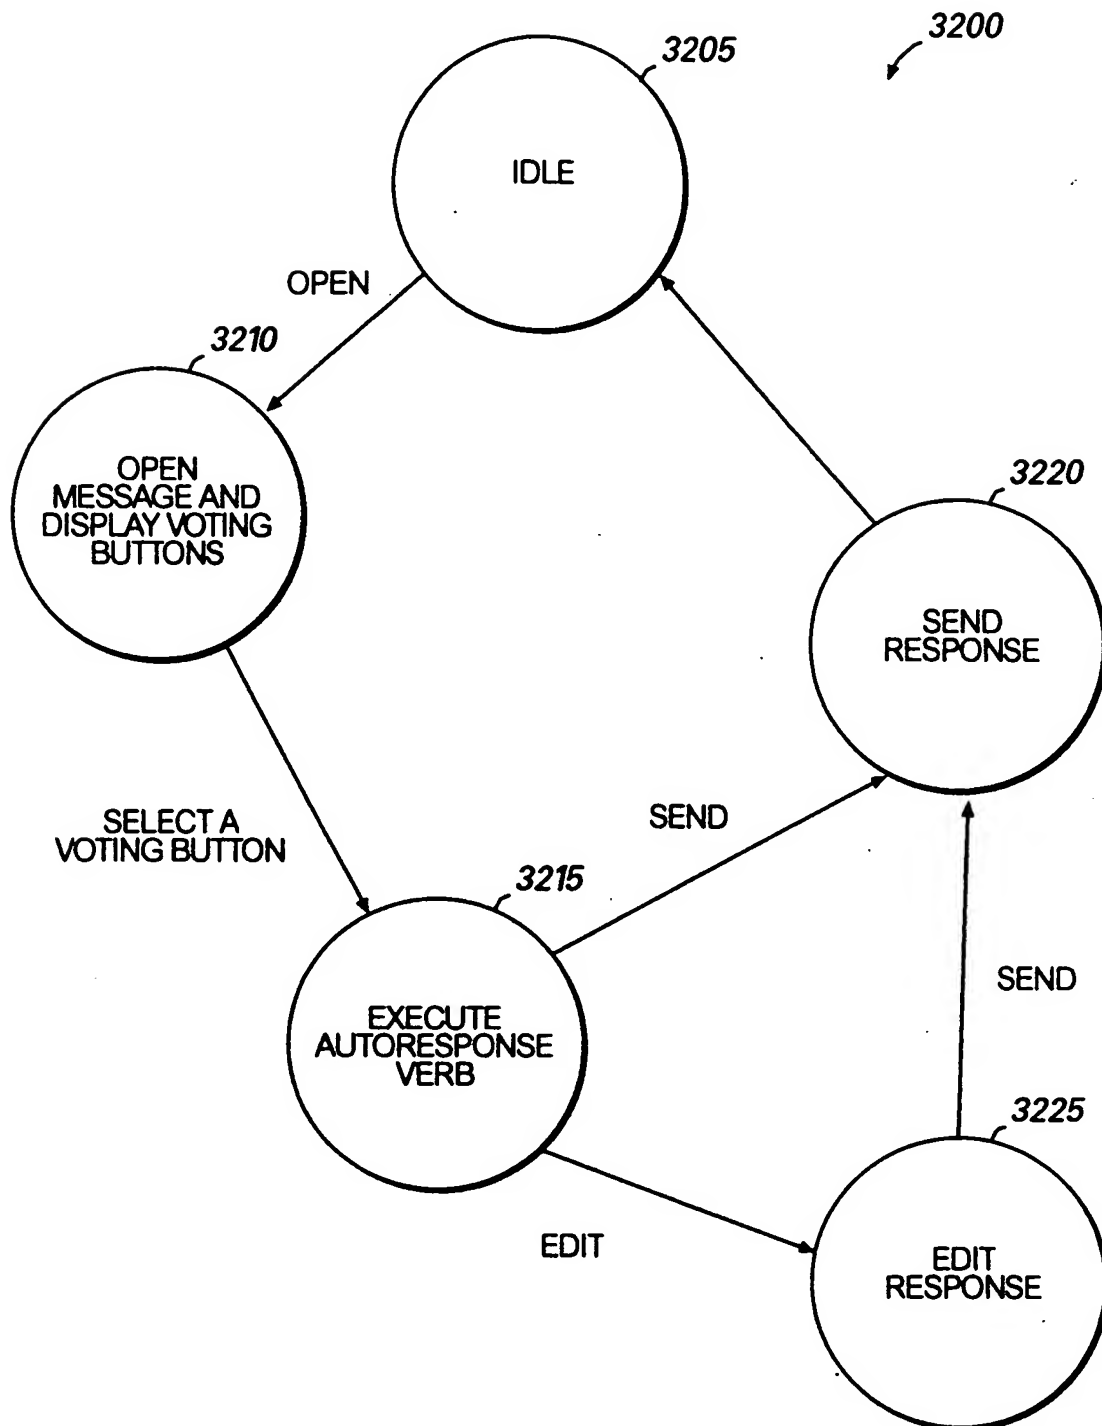 3200
3205
IDLE
OPEN
3210
OPEN
MESSAGE AND
DISPLAY VOTING
BUTTONS
3220
SEND
RESPONSE
SELECT A
VOTING BUTTON
SEND
3215
EXECUTE
AUTORESPONSE
VERB
SEND
3225
EDIT
EDIT
RESPONSE